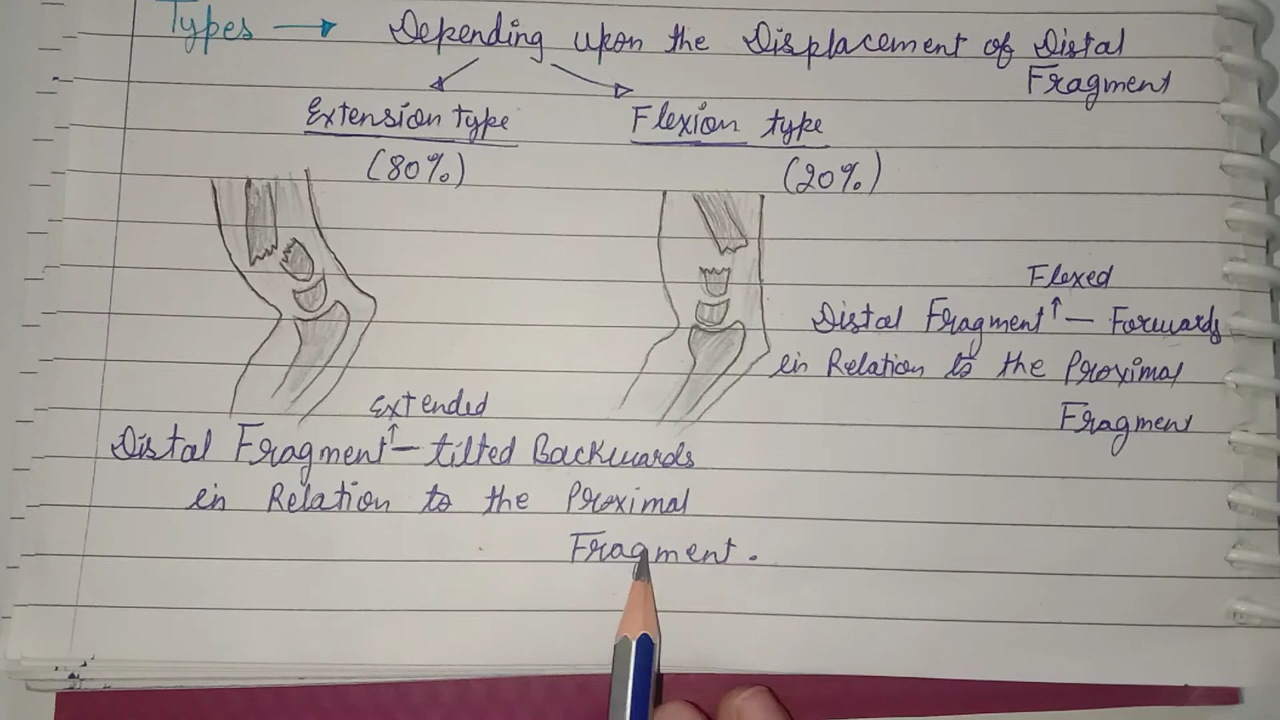 Types → Depending upon the Displacement of Distal
Fragment
Extension type
Flexion type
(80%)
(20%)
Flexed
Distal Fragment↑ – Forwards
in Relation to the Proximal
Fragment
Extended
Distal Fragment↑ – tilted Backwards
in Relation to the Proximal
Fragment.